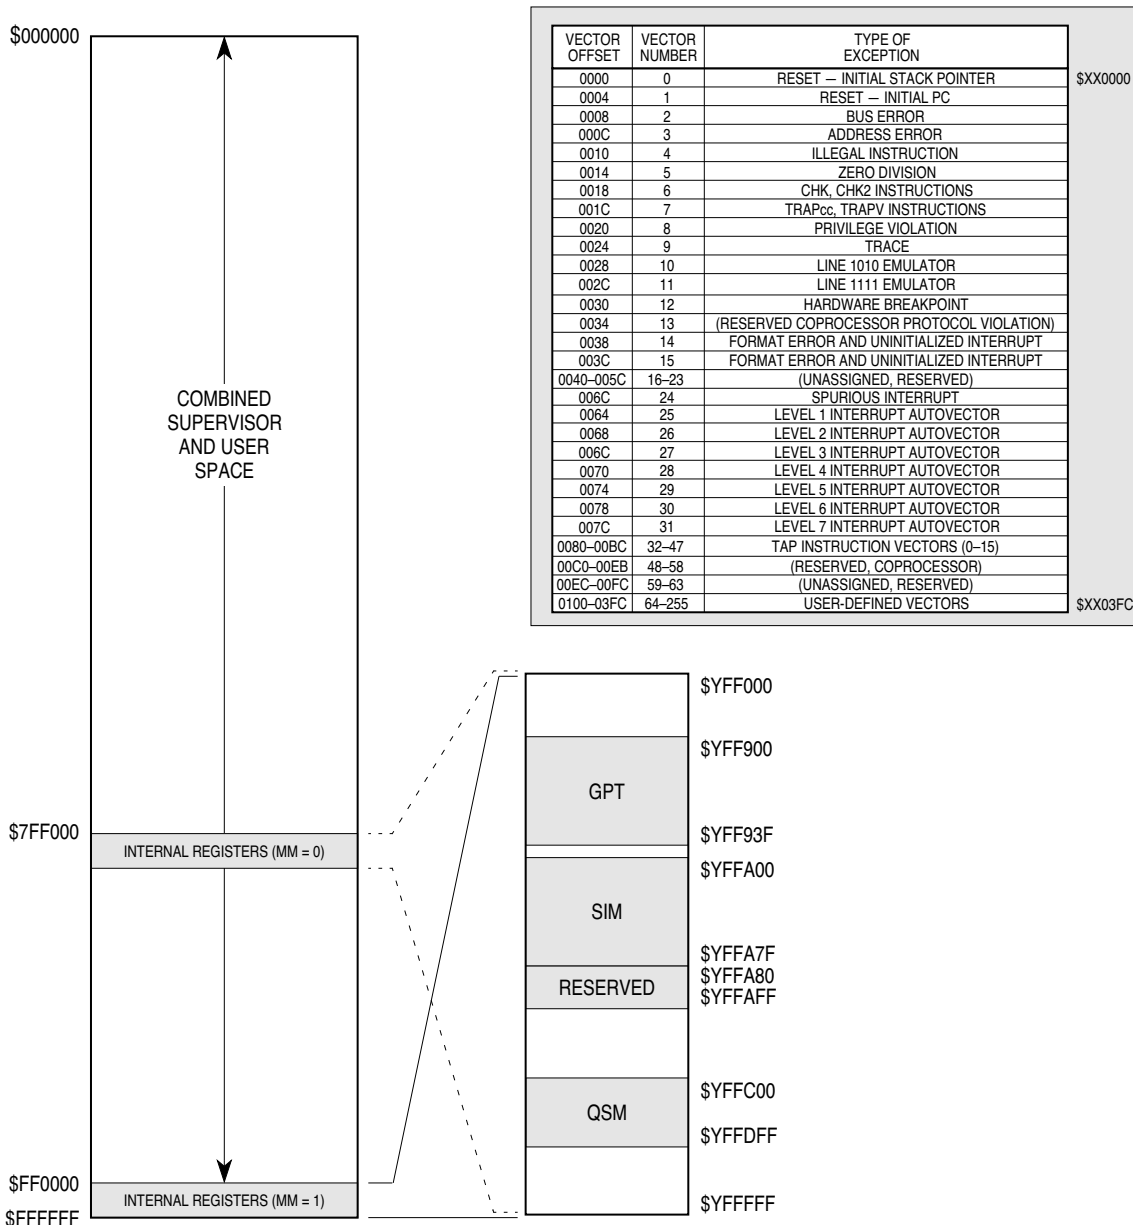 $000000
COMBINED
SUPERVISOR
AND USER
SPACE
$7FF000
INTERNAL REGISTERS (MM = 0)
$FF0000
INTERNAL REGISTERS (MM = 1)
$FFFFFF
VECTOR OFFSET VECTOR NUMBER TYPE OF EXCEPTION
0000 0 RESET — INITIAL STACK POINTER $XX0000
0004 1 RESET — INITIAL PC
0008 2 BUS ERROR
000C 3 ADDRESS ERROR
0010 4 ILLEGAL INSTRUCTION
0014 5 ZERO DIVISION
0018 6 CHK, CHK2 INSTRUCTIONS
001C 7 TRAPcc, TRAPV INSTRUCTIONS
0020 8 PRIVILEGE VIOLATION
0024 9 TRACE
0028 10 LINE 1010 EMULATOR
002C 11 LINE 1111 EMULATOR
0030 12 HARDWARE BREAKPOINT
0034 13 (RESERVED COPROCESSOR PROTOCOL VIOLATION)
0038 14 FORMAT ERROR AND UNINITIALIZED INTERRUPT
003C 15 FORMAT ERROR AND UNINITIALIZED INTERRUPT
0040–005C 16–23 (UNASSIGNED, RESERVED)
006C 24 SPURIOUS INTERRUPT
0064 25 LEVEL 1 INTERRUPT AUTOVECTOR
0068 26 LEVEL 2 INTERRUPT AUTOVECTOR
006C 27 LEVEL 3 INTERRUPT AUTOVECTOR
0070 28 LEVEL 4 INTERRUPT AUTOVECTOR
0074 29 LEVEL 5 INTERRUPT AUTOVECTOR
0078 30 LEVEL 6 INTERRUPT AUTOVECTOR
007C 31 LEVEL 7 INTERRUPT AUTOVECTOR
0080–00BC 32–47 TAP INSTRUCTION VECTORS (0–15)
00C0–00EB 48–58 (RESERVED, COPROCESSOR)
00EC–00FC 59–63 (UNASSIGNED, RESERVED)
0100–03FC 64–255 USER-DEFINED VECTORS $XX03FC
$YFF000
$YFF900
GPT
$YFF93F
$YFFA00
SIM
$YFFA7F
$YFFA80
RESERVED
$YFFAFF
$YFFC00
QSM
$YFFDFF
$YFFFFF